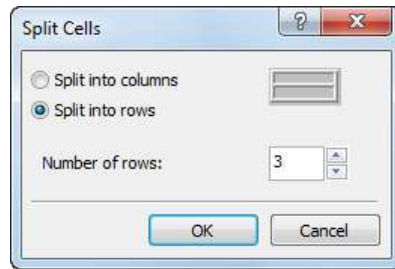 Split Cells
Split into columns
Split into rows
Number of rows: 3
OK Cancel